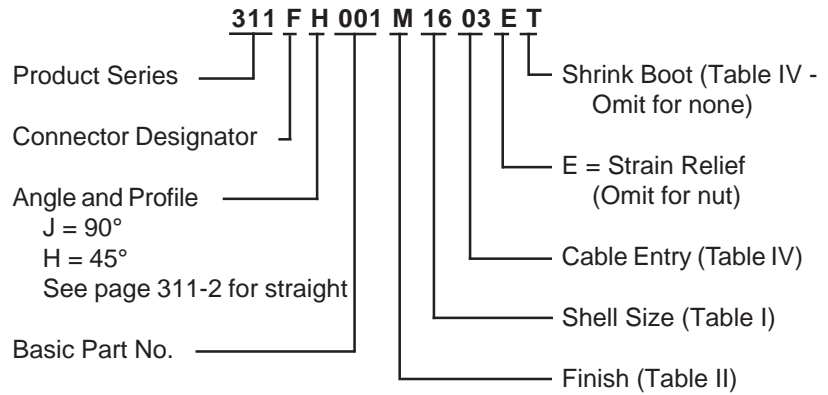 311 F H 001 M 16 03 E T
Product Series
Connector Designator
Angle and Profile
J = 90°
H = 45°
See page 311-2 for straight
Basic Part No.
Shrink Boot (Table IV -
Omit for none)
E = Strain Relief
(Omit for nut)
Cable Entry (Table IV)
Shell Size (Table I)
Finish (Table II)